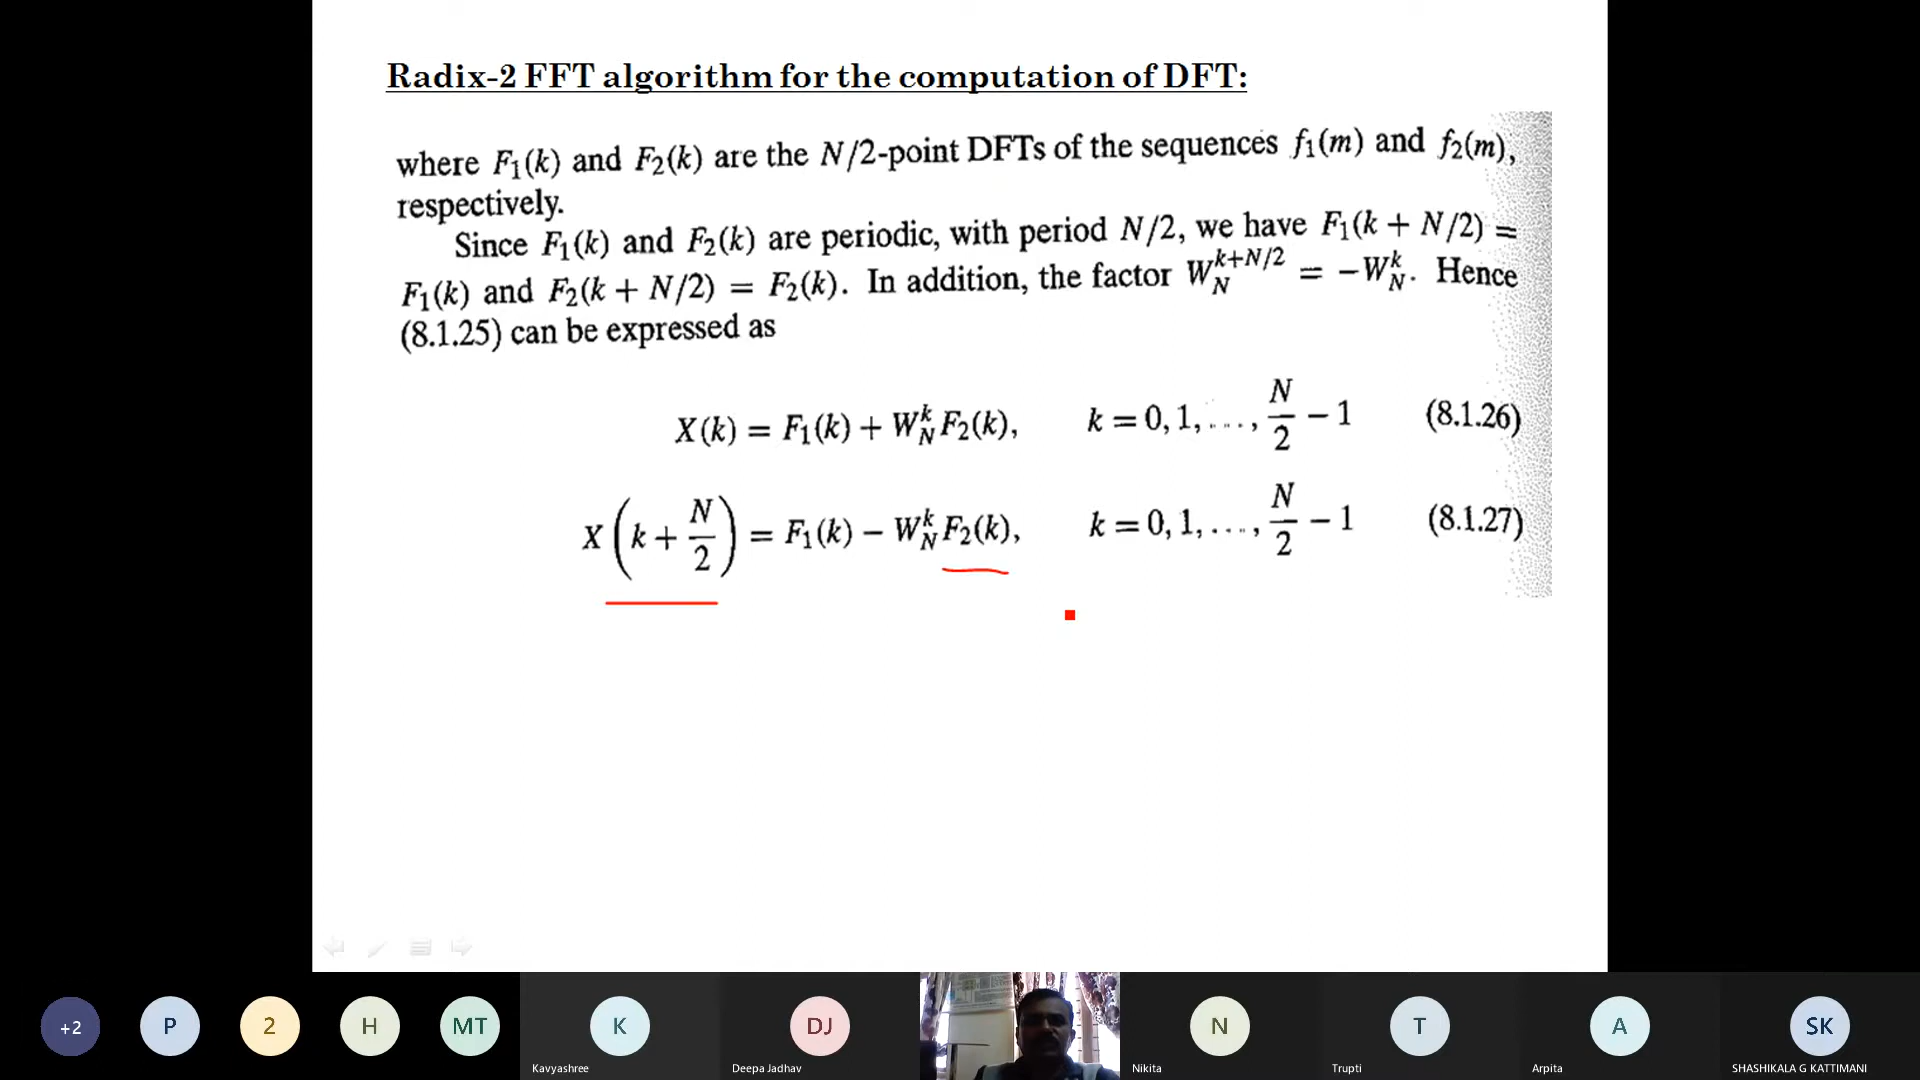 Radix-2 FFT algorithm for the computation of DFT:
where F₁(k) and F₂(k) are the N/2-point DFTs of the sequences f₁(m) and f₂(m),
respectively.
Since F₁(k) and F₂(k) are periodic, with period N/2, we have F₁(k + N/2) =
F₁(k) and F₂(k + N/2) = F₂(k). In addition, the factor W_N^{k+N/2} = −W_N^k. Hence
(8.1.25) can be expressed as
X(k) = F₁(k) + W_N^k F₂(k), k = 0, 1, ..., N/2 − 1 (8.1.26)
X(k + N/2) = F₁(k) − W_N^k F₂(k), k = 0, 1, ..., N/2 − 1 (8.1.27)
+2 P 2 H MT K DJ N T A SK
Kavyashree Deepa Jadhav Nikita Trupti Arpita SHASHIKALA G KATTIMANI